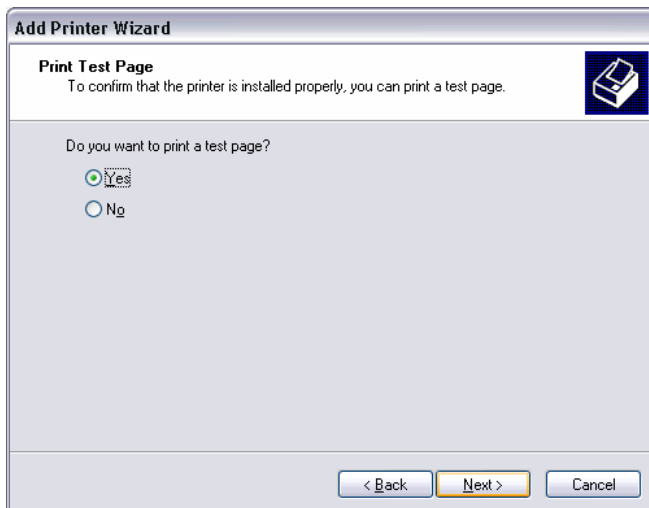 Add Printer Wizard
Print Test Page
To confirm that the printer is installed properly, you can print a test page.
Do you want to print a test page?
Yes
No
< Back
Next >
Cancel